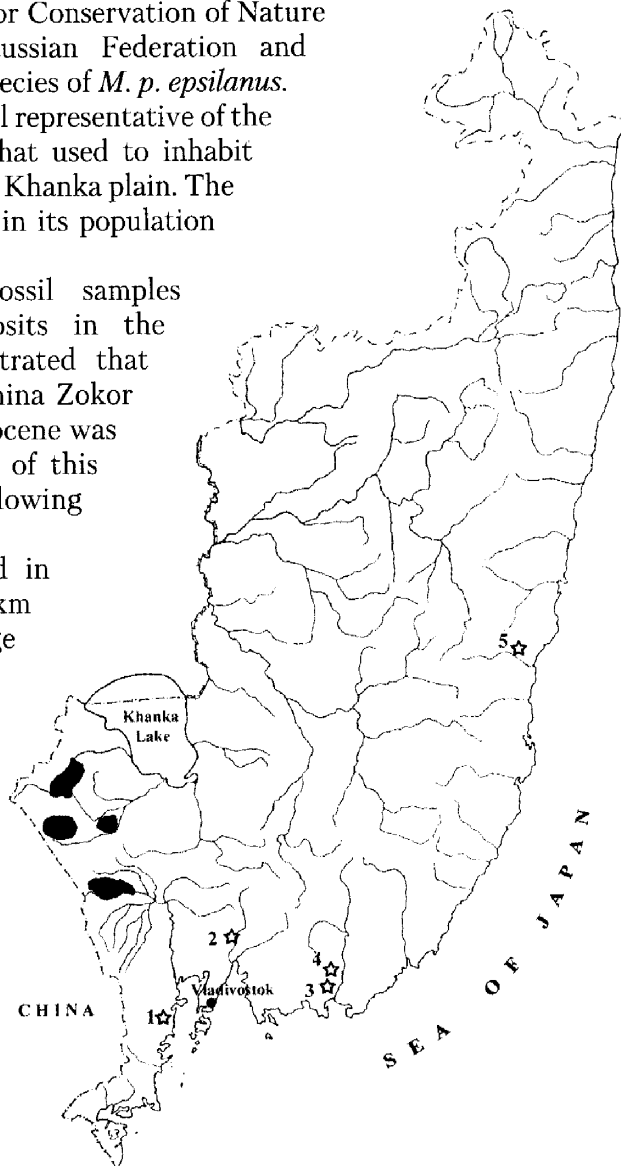 or Conservation of Nature
ussian Federation and
ecies of M. p. epsilanus.
l representative of the
hat used to inhabit
Khanka plain. The
in its population
ossil samples
osits in the
trated that
hina Zokor
ocene was
of this
lowing
d in
km
ge
Khanka
Lake
5
2
4
3
Vladivostok
1
CHINA
SEA OF JAPAN